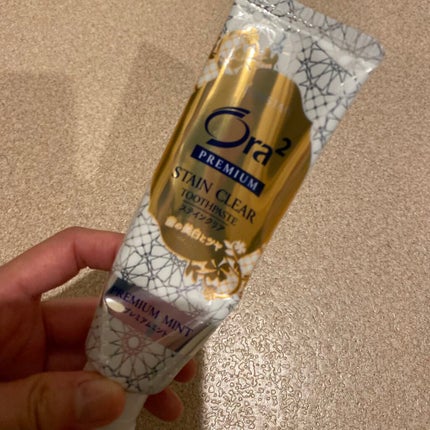 Ora²
PREMIUM
STAIN CLEAR
TOOTHPASTE
ステインクリア
PREMIUM MINT
プレミアムミント